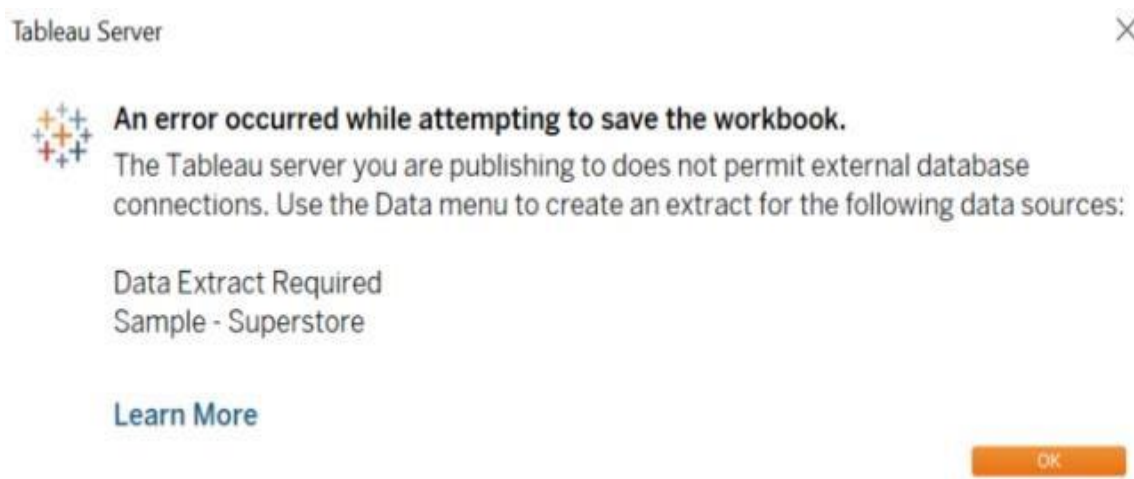 Tableau Server
An error occurred while attempting to save the workbook.
The Tableau server you are publishing to does not permit external database
connections. Use the Data menu to create an extract for the following data sources:
Data Extract Required
Sample - Superstore
Learn More
OK